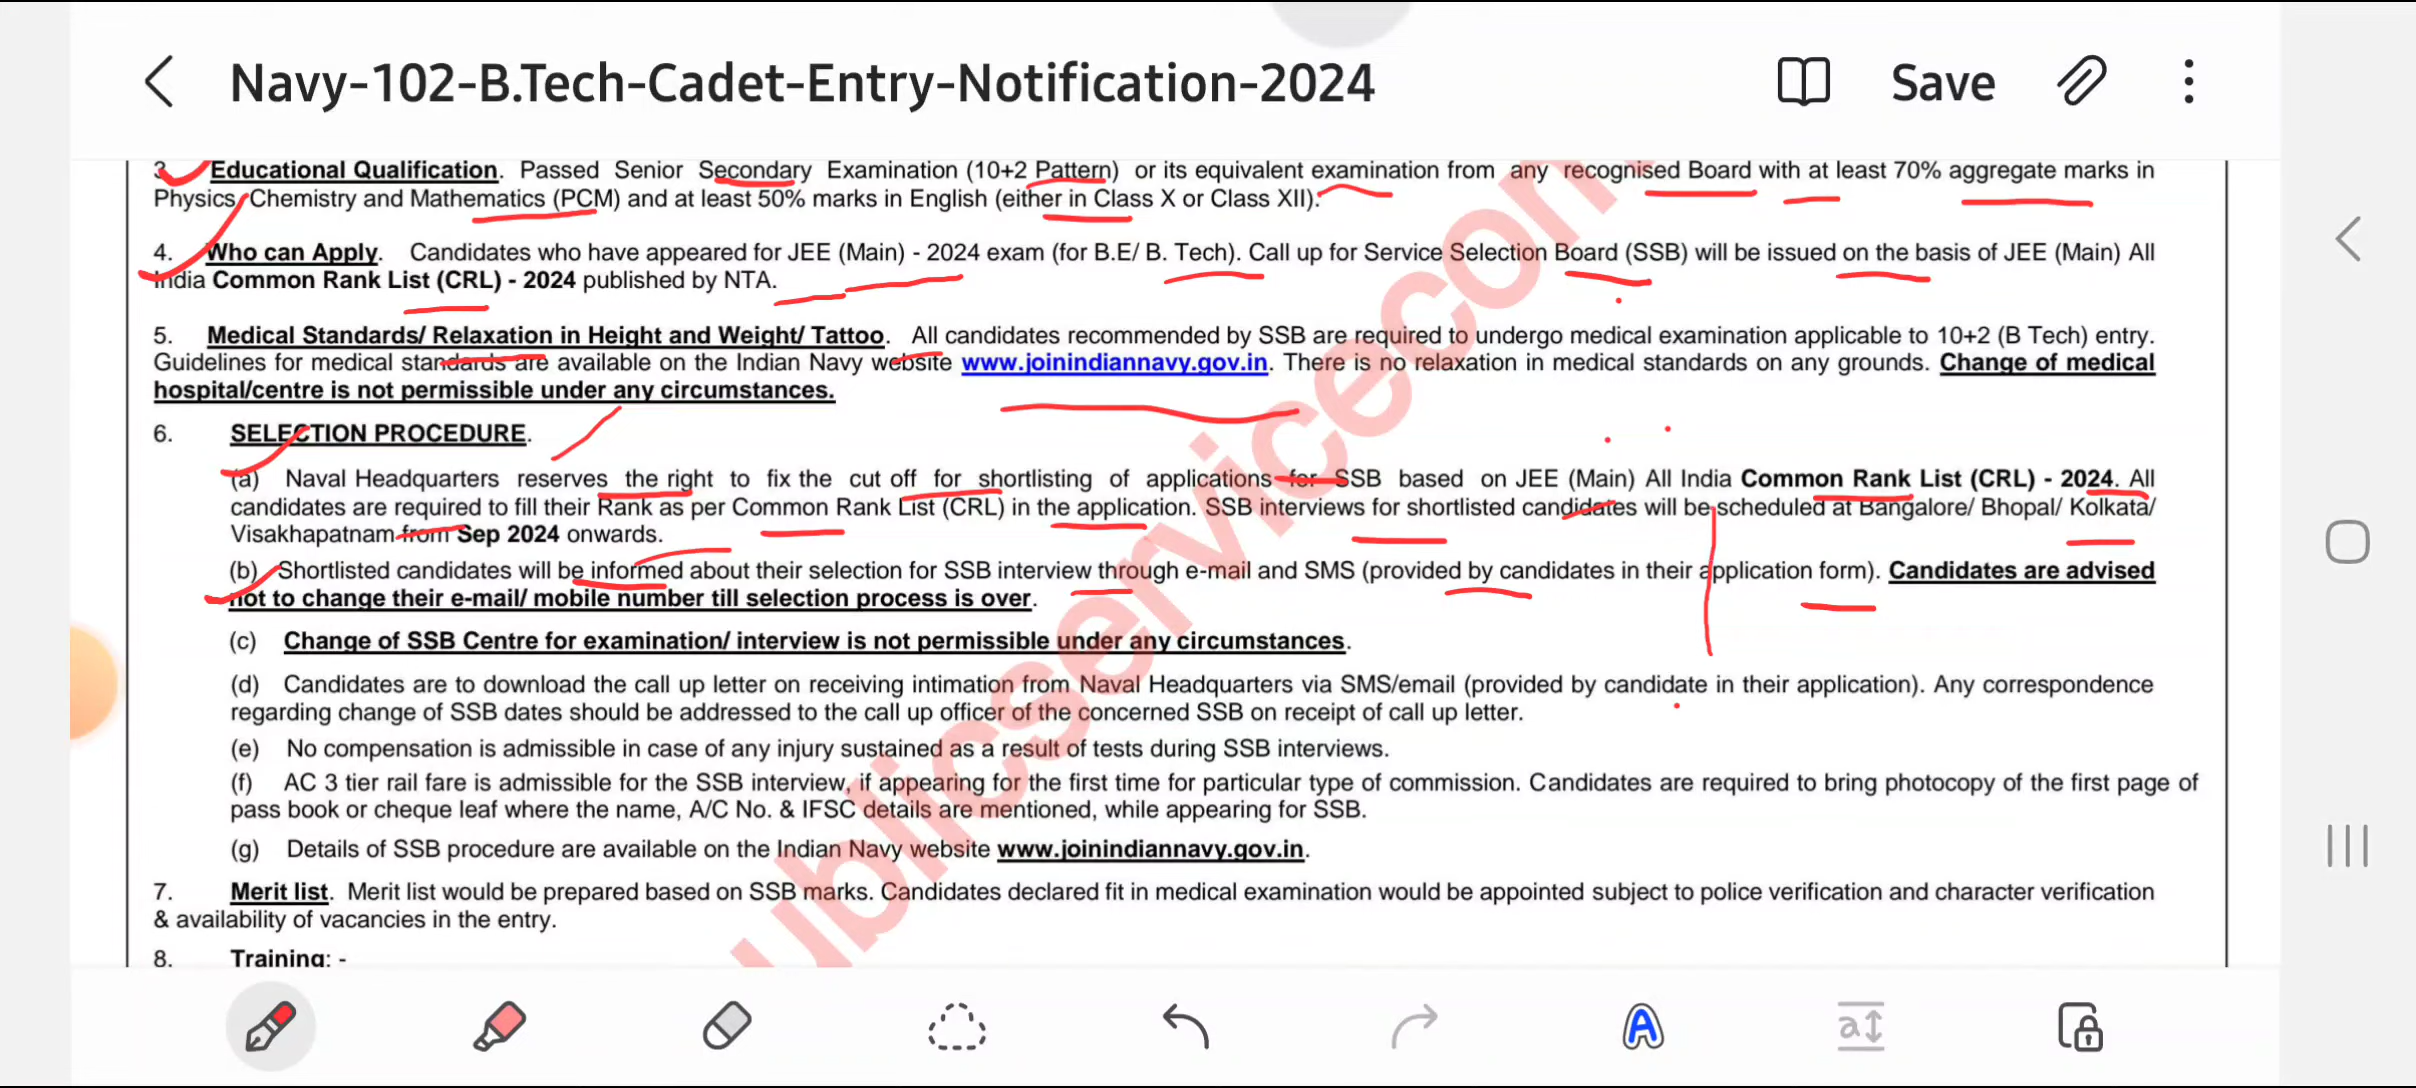 Navy-102-B.Tech-Cadet-Entry-Notification-2024
Save
3. Educational Qualification. Passed Senior Secondary Examination (10+2 Pattern) or its equivalent examination from any recognised Board with at least 70% aggregate marks in
Physics, Chemistry and Mathematics (PCM) and at least 50% marks in English (either in Class X or Class XII).
4. Who can Apply. Candidates who have appeared for JEE (Main) - 2024 exam (for B.E/ B. Tech). Call up for Service Selection Board (SSB) will be issued on the basis of JEE (Main) All
India Common Rank List (CRL) - 2024 published by NTA.
5. Medical Standards/ Relaxation in Height and Weight/ Tattoo. All candidates recommended by SSB are required to undergo medical examination applicable to 10+2 (B Tech) entry.
Guidelines for medical standards are available on the Indian Navy website www.joinindiannavy.gov.in. There is no relaxation in medical standards on any grounds. Change of medical
hospital/centre is not permissible under any circumstances.
6. SELECTION PROCEDURE.
(a) Naval Headquarters reserves the right to fix the cut off for shortlisting of applications for SSB based on JEE (Main) All India Common Rank List (CRL) - 2024. All
candidates are required to fill their Rank as per Common Rank List (CRL) in the application. SSB interviews for shortlisted candidates will be scheduled at Bangalore/ Bhopal/ Kolkata/
Visakhapatnam from Sep 2024 onwards.
(b) Shortlisted candidates will be informed about their selection for SSB interview through e-mail and SMS (provided by candidates in their application form). Candidates are advised
not to change their e-mail/ mobile number till selection process is over.
(c) Change of SSB Centre for examination/ interview is not permissible under any circumstances.
(d) Candidates are to download the call up letter on receiving intimation from Naval Headquarters via SMS/email (provided by candidate in their application). Any correspondence
regarding change of SSB dates should be addressed to the call up officer of the concerned SSB on receipt of call up letter.
(e) No compensation is admissible in case of any injury sustained as a result of tests during SSB interviews.
(f) AC 3 tier rail fare is admissible for the SSB interview, if appearing for the first time for particular type of commission. Candidates are required to bring photocopy of the first page of
pass book or cheque leaf where the name, A/C No. & IFSC details are mentioned, while appearing for SSB.
(g) Details of SSB procedure are available on the Indian Navy website www.joinindiannavy.gov.in.
7. Merit list. Merit list would be prepared based on SSB marks. Candidates declared fit in medical examination would be appointed subject to police verification and character verification
& availability of vacancies in the entry.
8. Training: -
ublicservicecom